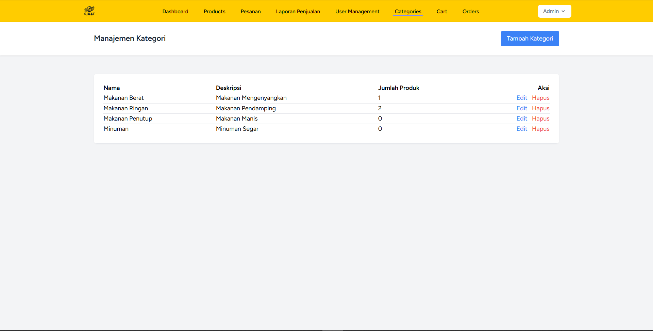 Dashboard Products Pesanan Laporan Penjualan User Management Categories Cart Orders Admin
Manajemen Kategori Tambah Kategori
Nama Deskripsi Jumlah Produk Aksi
Makanan Berat Makanan Mengenyangkan 1 Edit Hapus
Makanan Ringan Makanan Pendamping 2 Edit Hapus
Makanan Penutup Makanan Manis 0 Edit Hapus
Minuman Minuman Segar 0 Edit Hapus